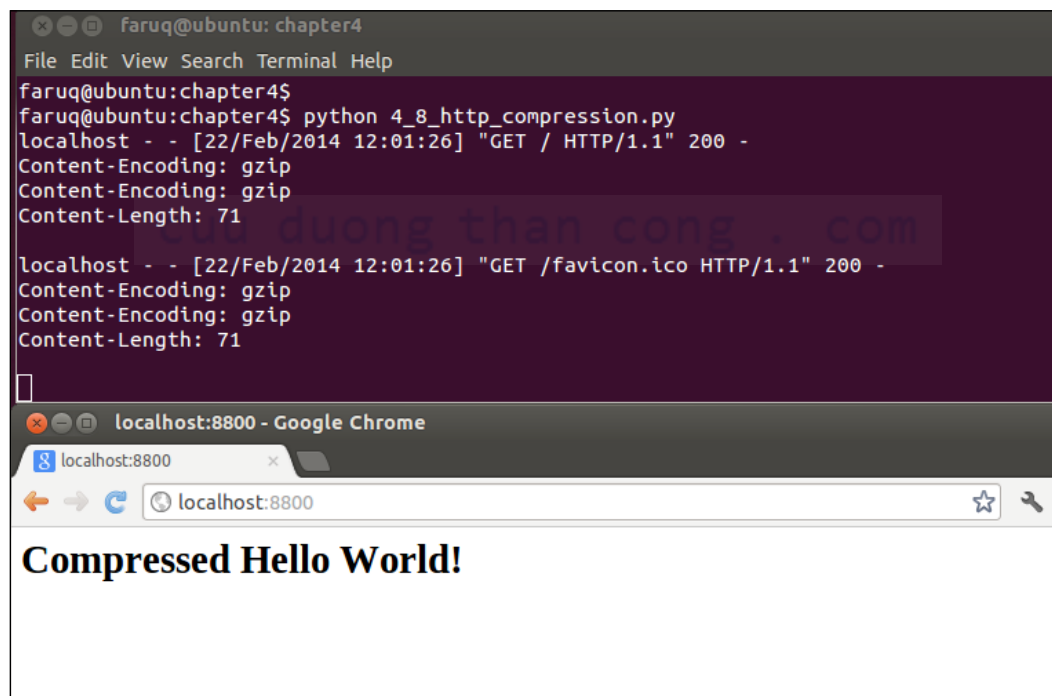 faruq@ubuntu: chapter4
File Edit View Search Terminal Help
faruq@ubuntu:chapter4$
faruq@ubuntu:chapter4$ python 4_8_http_compression.py
localhost - - [22/Feb/2014 12:01:26] "GET / HTTP/1.1" 200 -
Content-Encoding: gzip
Content-Encoding: gzip
Content-Length: 71
cuu duong than cong . com
localhost - - [22/Feb/2014 12:01:26] "GET /favicon.ico HTTP/1.1" 200 -
Content-Encoding: gzip
Content-Encoding: gzip
Content-Length: 71
localhost:8800 - Google Chrome
8 localhost:8800
localhost:8800
Compressed Hello World!